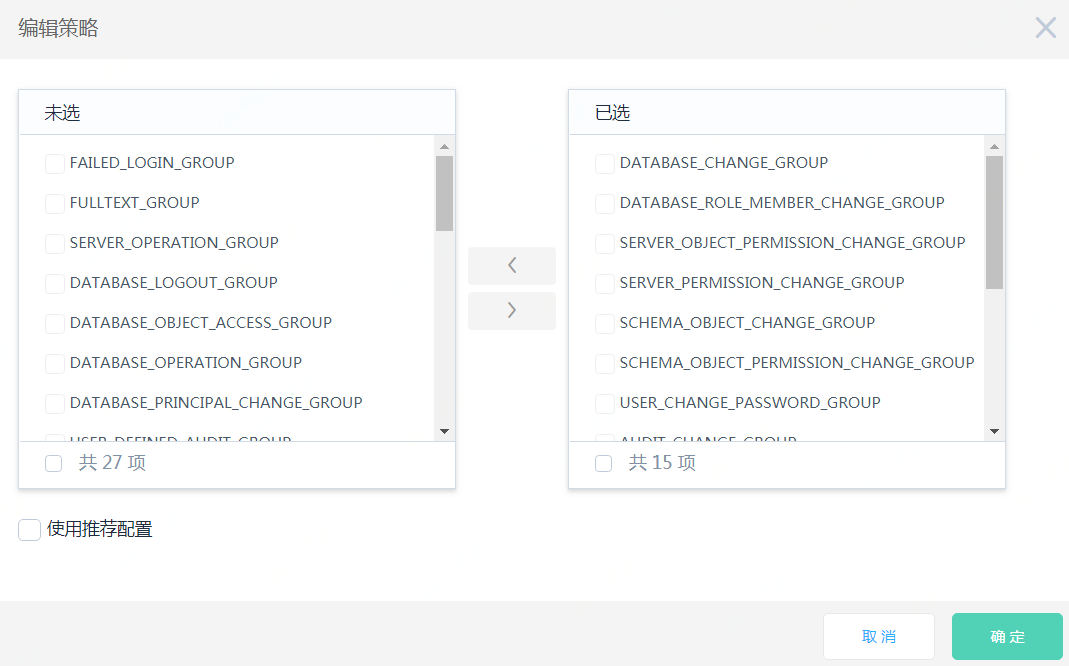 编辑策略
未选
FAILED_LOGIN_GROUP
FULLTEXT_GROUP
SERVER_OPERATION_GROUP
DATABASE_LOGOUT_GROUP
DATABASE_OBJECT_ACCESS_GROUP
DATABASE_OPERATION_GROUP
DATABASE_PRINCIPAL_CHANGE_GROUP
USER_DEFINED_AUDIT_GROUP
共 27 项
已选
DATABASE_CHANGE_GROUP
DATABASE_ROLE_MEMBER_CHANGE_GROUP
SERVER_OBJECT_PERMISSION_CHANGE_GROUP
SERVER_PERMISSION_CHANGE_GROUP
SCHEMA_OBJECT_CHANGE_GROUP
SCHEMA_OBJECT_PERMISSION_CHANGE_GROUP
USER_CHANGE_PASSWORD_GROUP
AUDIT_CHANGE_GROUP
共 15 项
使用推荐配置
取消
确定